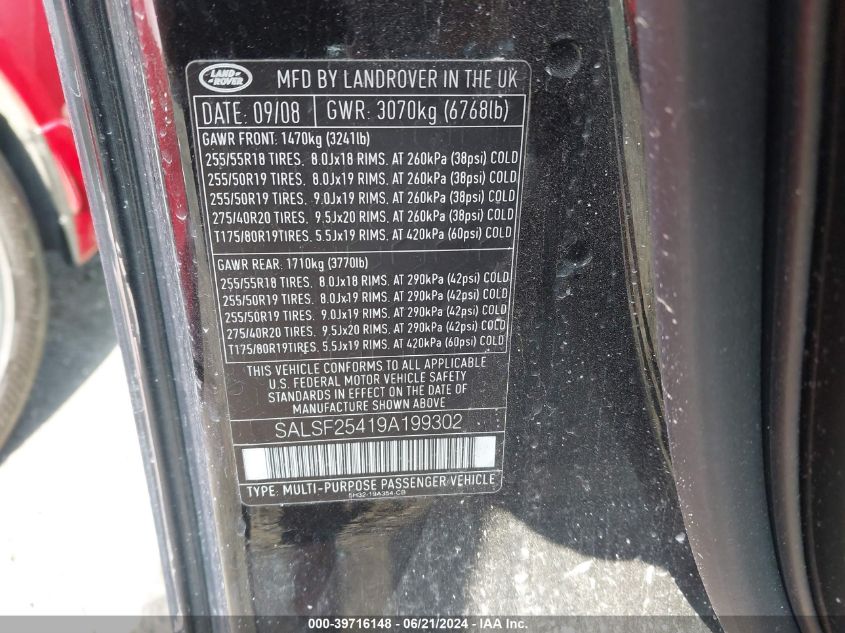 LAND ROVER
MFD BY LANDROVER IN THE UK
DATE: 09/08 GWR: 3070kg (6768lb)
GAWR FRONT: 1470kg (3241lb)
255/55R18 TIRES, 8.0Jx18 RIMS. AT 260kPa (38psi) COLD
255/50R19 TIRES, 8.0Jx19 RIMS. AT 260kPa (38psi) COLD
255/50R19 TIRES, 9.0Jx19 RIMS. AT 260kPa (38psi) COLD
275/40R20 TIRES, 9.5Jx20 RIMS. AT 260kPa (38psi) COLD
T175/80R19TIRES. 5.5Jx19 RIMS. AT 420kPa (60psi) COLD
GAWR REAR: 1710kg (3770lb)
255/55R18 TIRES, 8.0Jx18 RIMS. AT 290kPa (42psi) COLD
255/50R19 TIRES, 8.0Jx19 RIMS. AT 290kPa (42psi) COLD
255/50R19 TIRES, 9.0Jx19 RIMS. AT 290kPa (42psi) COLD
275/40R20 TIRES, 9.5Jx20 RIMS. AT 290kPa (42psi) COLD
T175/80R19TIRES. 5.5Jx19 RIMS. AT 420kPa (60psi) COLD
THIS VEHICLE CONFORMS TO ALL APPLICABLE
U.S. FEDERAL MOTOR VEHICLE SAFETY
STANDARDS IN EFFECT ON THE DATE OF
MANUFACTURE SHOWN ABOVE
SALSF25419A199302
TYPE: MULTI-PURPOSE PASSENGER VEHICLE
5H32-19A384-CB
000-39716148 - 06/21/2024 - IAA Inc.